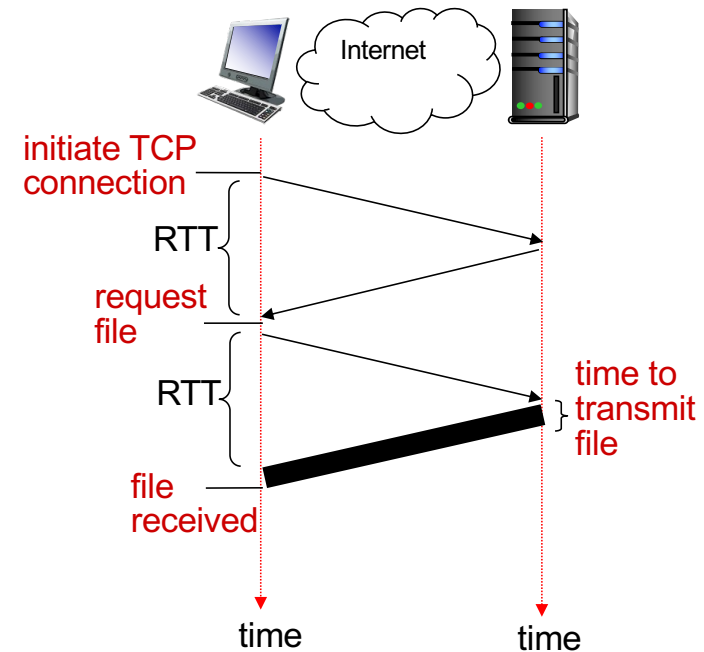 Internet
initiate TCP
connection
RTT
request
file
RTT
time to
transmit
file
file
received
time
time